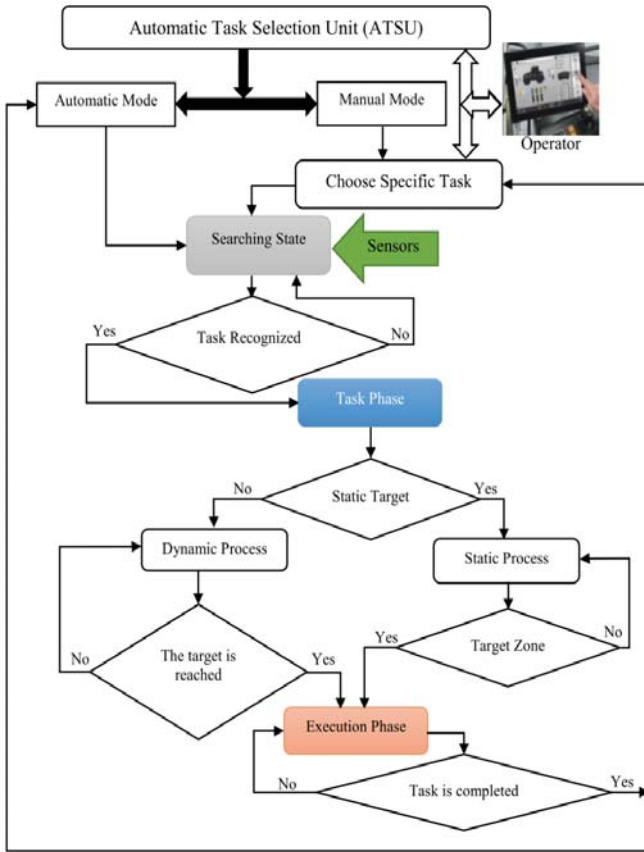 Automatic Task Selection Unit (ATSU)
Automatic Mode
Manual Mode
Operator
Choose Specific Task
Searching State
Sensors
Yes
Task Recognized
No
Task Phase
No
Static Target
Yes
Dynamic Process
Static Process
No
The target is
reached
Yes
Yes
Target Zone
No
Execution Phase
No
Task is completed
Yes